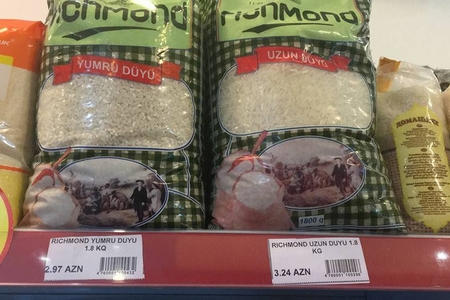 RICHMOND
RICHMOND
YUMRU DÜYÜ
UZUN DÜYÜ
1800 q
RICHMOND YUMRU DUYU
1.8 KQ
2.97 AZN
RICHMOND UZUN DUYU 1.8
KG
3.24 AZN